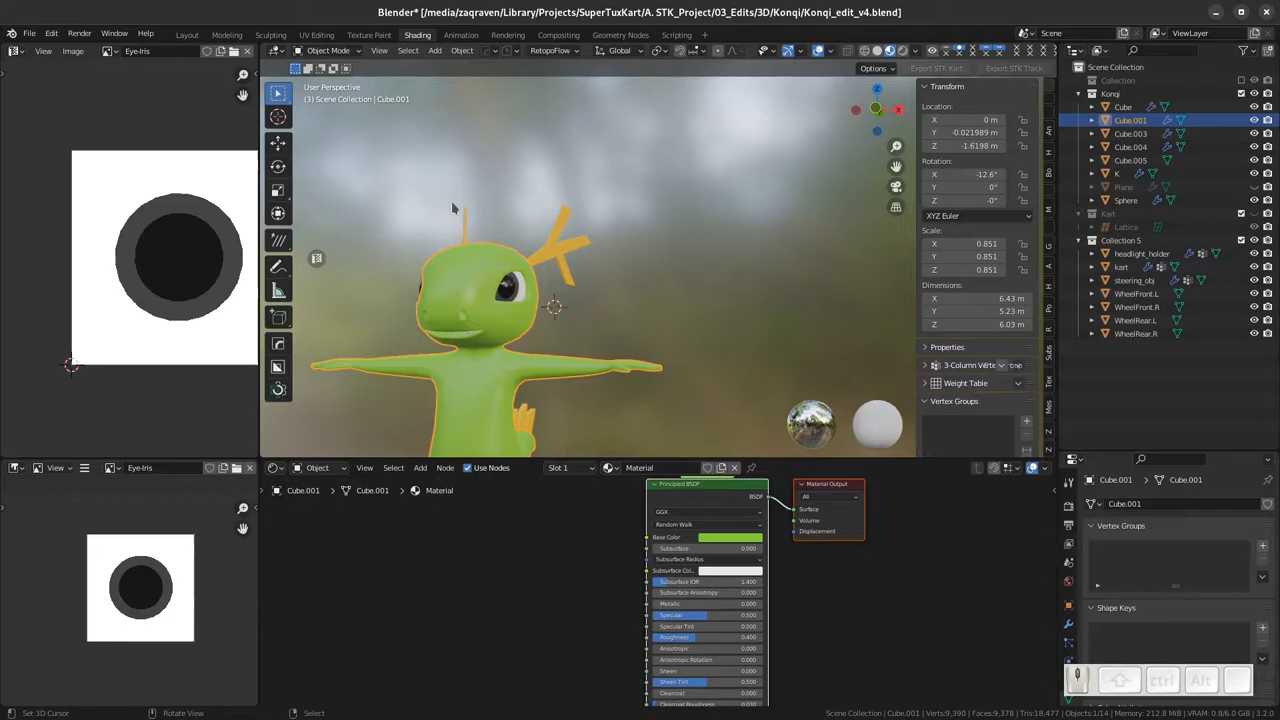 Blender* [/media/zaqraven/Library/Projects/SuperTuxKart/A. STK_Project/03_Edits/3D/Konqi/Konqi_edit_v4.blend]
File Edit Render Window Help Layout Modeling Sculpting UV Editing Texture Paint Shading Animation Rendering Compositing Geometry Nodes Scripting Scene ViewLayer
View Image Eye-Iris Object Mode View Select Add Object RetopoFlow Global
Options Export STK Kart Export STK Track
User Perspective
(3) Scene Collection | Cube.001
Transform
Location:
X 0 m
Y -0.021989 m
Z -1.6198 m
Rotation:
X -12.6°
Y 0°
Z -0°
XYZ Euler
Scale:
X 0.851
Y 0.851
Z 0.851
Dimensions:
X 6.43 m
Y 5.23 m
Z 6.03 m
Properties
Weight Table
Vertex Groups
Scene Collection
Collection
Konqi
Cube
Cube.001
Cube.003
Cube.004
Cube.005
K
Plane
Sphere
Kart
Lattice
Collection 5
headlight_holder
kart
steering_obj
WheelFront.L
WheelFront.R
WheelRear.L
WheelRear.R
View Eye-Iris Object View Select Add Node Use Nodes Slot 1 Material
Cube.001 Cube.001 Material
Principled BSDF
BSDF
GGX
Random Walk
Base Color
Subsurface 0.000
Subsurface Radius
Subsurface Col..
Subsurface IOR 1.400
Subsurface Anisotropy 0.000
Metallic 0.000
Specular 0.500
Specular Tint 0.000
Roughness 0.400
Anisotropic 0.000
Anisotropic Rotation 0.000
Sheen 0.000
Sheen Tint 0.500
Clearcoat 0.000
Clearcoat Roughness 0.030
Material Output
All
Surface
Volume
Displacement
Cube.001 Cube.001
Cube.001
Vertex Groups
Shape Keys
ctrl Alt
Set 3D Cursor Rotate View Select Scene Collection | Cube.001 | Verts:9,390 | Faces:9,378 | Tris:18,477 | Objects:1/14 | Memory: 212.8 MiB | VRAM: 0.8/6.0 GiB | 3.2.0